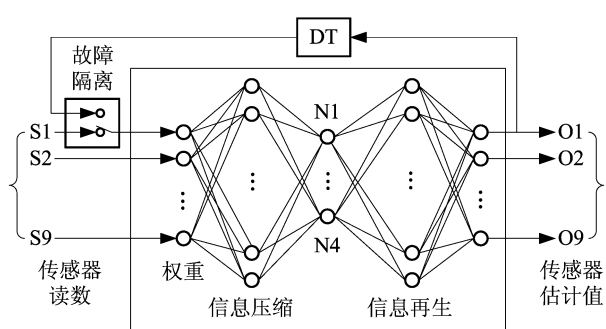 DT
故障
隔离
N1
S1
O1
S2
O2
S9
N4
O9
传感器
读数
权重
信息压缩
信息再生
传感器
估计值